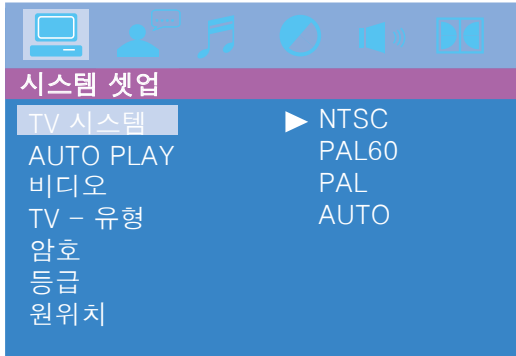 시스템 셋업
TV 시스템 ▶ NTSC
AUTO PLAY PAL60
비디오 PAL
TV - 유형 AUTO
암호
등급
원위치